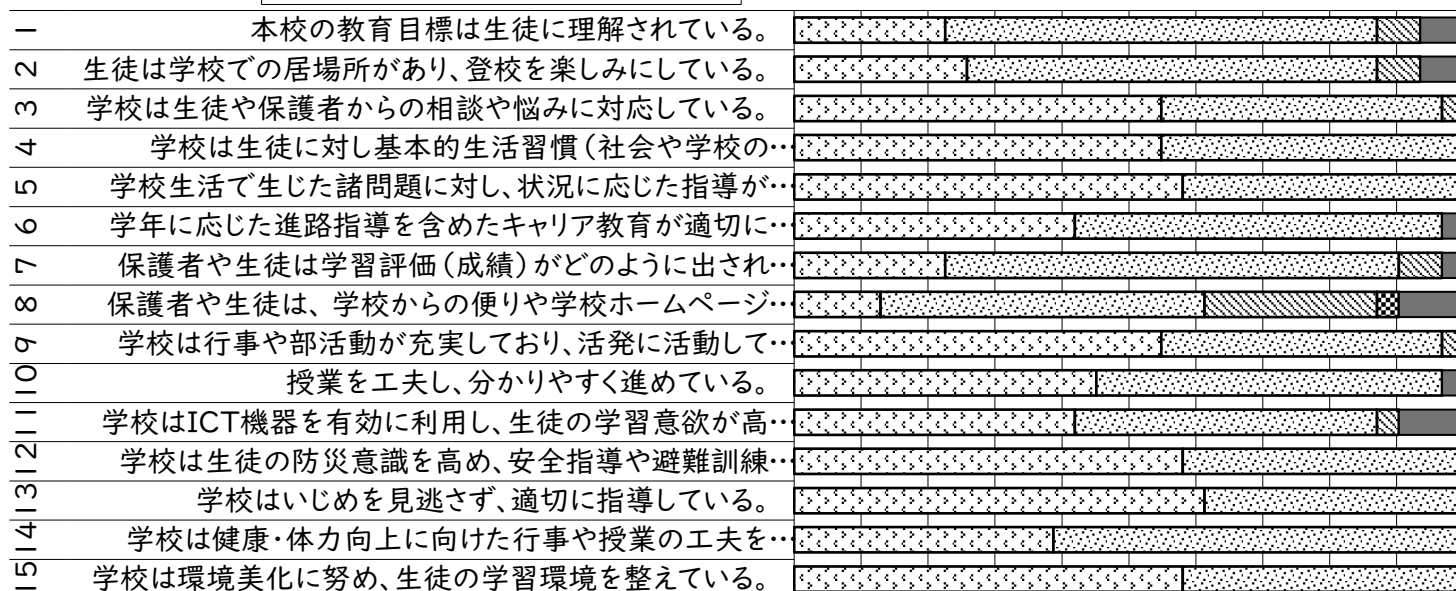 1 本校の教育目標は生徒に理解されている。
2 生徒は学校での居場所があり、登校を楽しみにしている。
3 学校は生徒や保護者からの相談や悩みに対応している。
4 学校は生徒に対し基本的生活習慣(社会や学校の…
5 学校生活で生じた諸問題に対し、状況に応じた指導が…
6 学年に応じた進路指導を含めたキャリア教育が適切に…
7 保護者や生徒は学習評価(成績)がどのように出され…
8 保護者や生徒は、学校からの便りや学校ホームページ…
9 学校は行事や部活動が充実しており、活発に活動して…
10 授業を工夫し、分かりやすく進めている。
11 学校はICT機器を有効に利用し、生徒の学習意欲が高…
12 学校は生徒の防災意識を高め、安全指導や避難訓練…
13 学校はいじめを見逃さず、適切に指導している。
14 学校は健康・体力向上に向けた行事や授業の工夫を…
15 学校は環境美化に努め、生徒の学習環境を整えている。